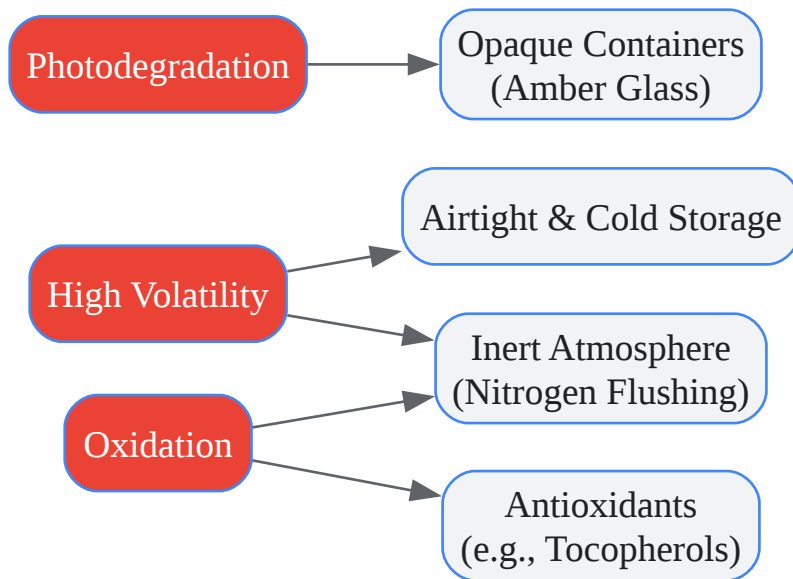 Photodegradation
Opaque Containers
(Amber Glass)
Airtight & Cold Storage
High Volatility
Inert Atmosphere
(Nitrogen Flushing)
Oxidation
Antioxidants
(e.g., Tocopherols)